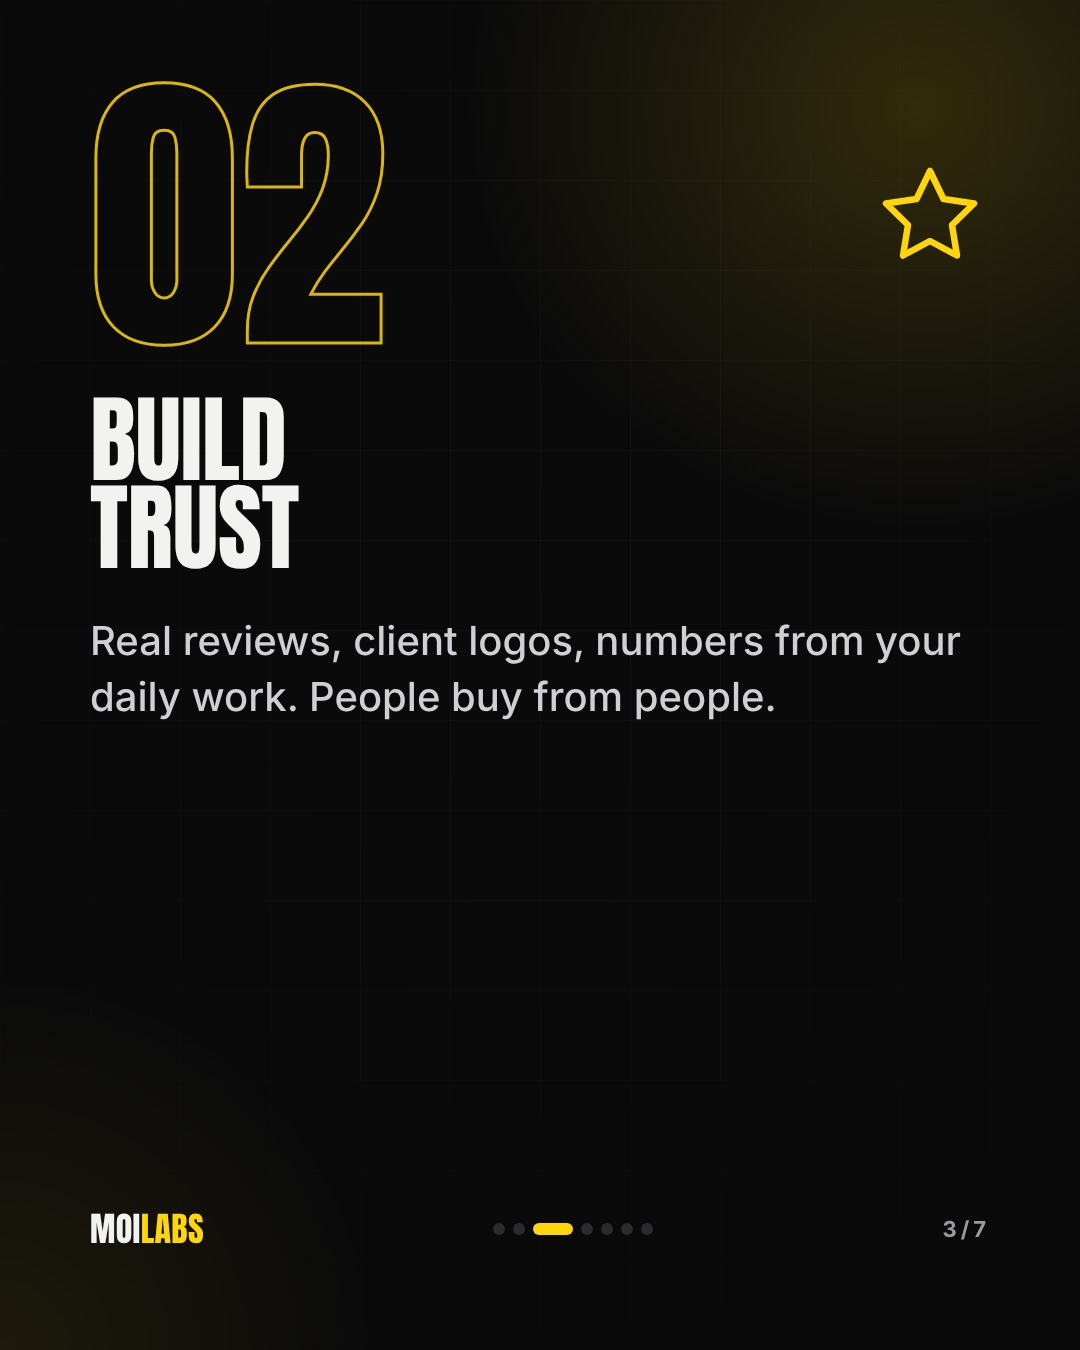 02
BUILD
TRUST
Real reviews, client logos, numbers from your
daily work. People buy from people.
MOILABS
3/7